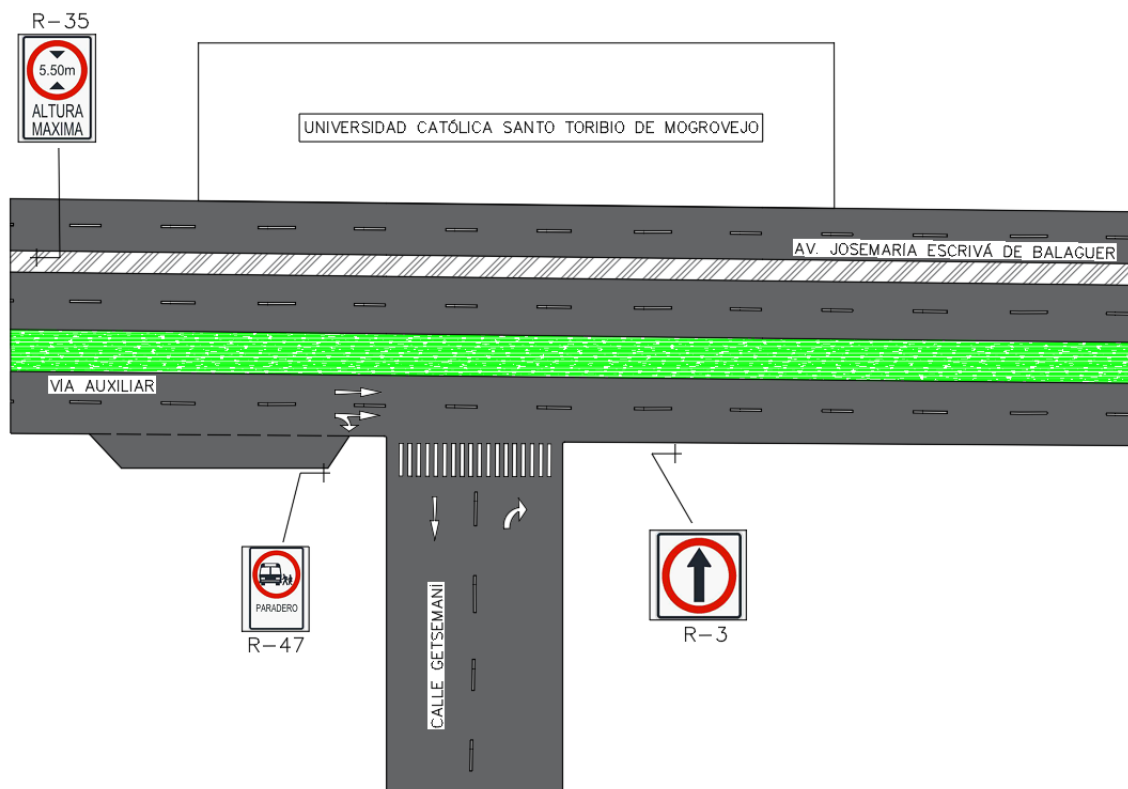 R-35
5.50m
ALTURA
MAXIMA
UNIVERSIDAD CATÓLICA SANTO TORIBIO DE MOGROVEJO
AV. JOSEMARIA ESCRIVÁ DE BALAGUER
VIA AUXILIAR
CALLE GETSEMANÍ
PARADERO
R-47
R-3